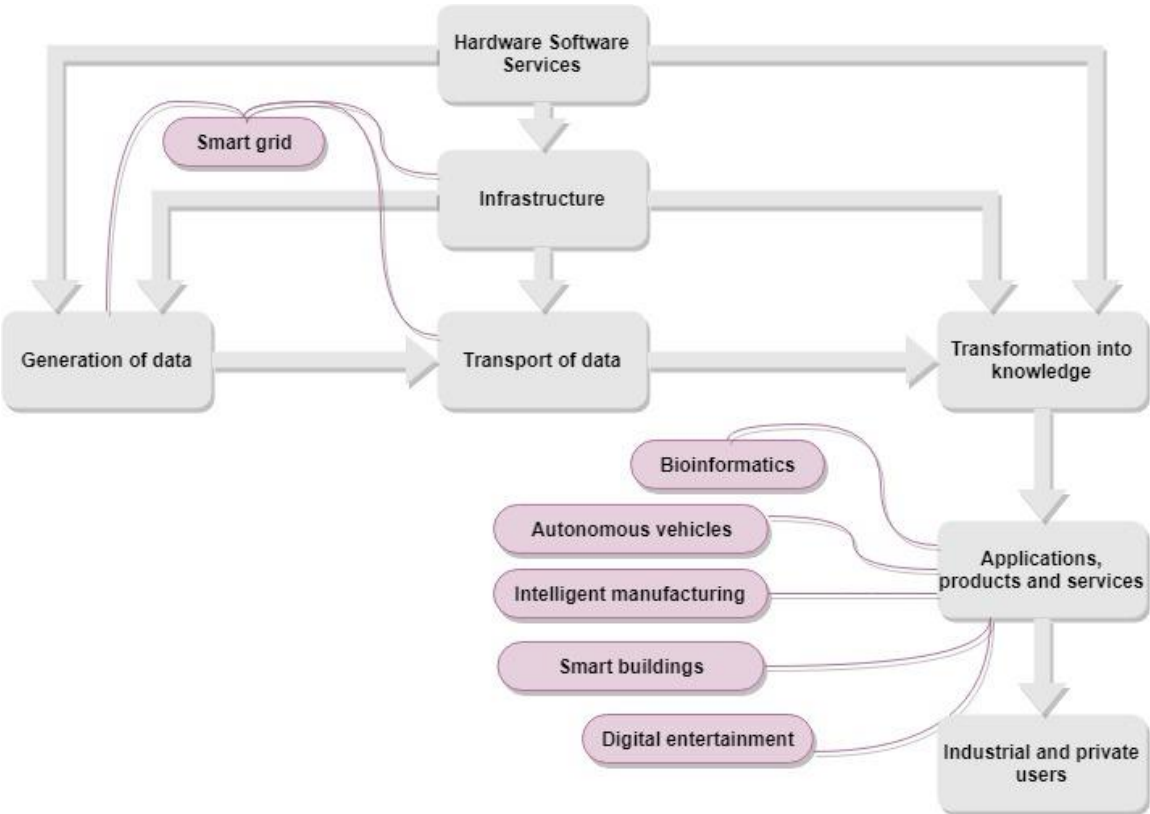 Hardware Software
Services
Smart grid
Infrastructure
Generation of data
Transport of data
Transformation into
knowledge
Bioinformatics
Autonomous vehicles
Applications,
products and services
Intelligent manufacturing
Smart buildings
Digital entertainment
Industrial and private
users